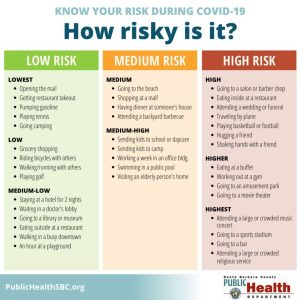 KNOW YOUR RISK DURING COVID-19
How risky is it?
LOW RISK
LOWEST
Opening the mail
Getting restaurant takeout
Pumping gasoline
Playing tennis
Going camping
LOW
Grocery shopping
Riding bicycles with others
Walking/running with others
Playing golf
MEDIUM-LOW
Staying at a hotel for 2 nights
Waiting in a doctor's lobby
Going to a library or museum
Eating outside at a restaurant
Walking in a busy downtown
An hour at a playground
MEDIUM RISK
MEDIUM
Going to the beach
Shopping at a mall
Having dinner at someone's house
Attending a backyard barbecue
MEDIUM-HIGH
Sending kids to school or daycare
Sending kids to camp
Working a week in an office bldg.
Swimming in a public pool
Visiting an elderly person's home
HIGH RISK
HIGH
Going to a salon or barber shop
Eating inside at a restaurant
Attending a wedding or funeral
Traveling by plane
Playing basketball or football
Hugging a friend
Shaking hands with a friend
HIGHER
Eating at a buffet
Working out at a gym
Going to an amusement park
Going to a movie theater
HIGHEST
Attending a large or crowded music
concert
Going to a sports stadium
Going to a bar
Attending a large or crowded
religious service
PublicHealthSBC.org
Santa Barbara County
PUBLIC Health
DEPARTMENT